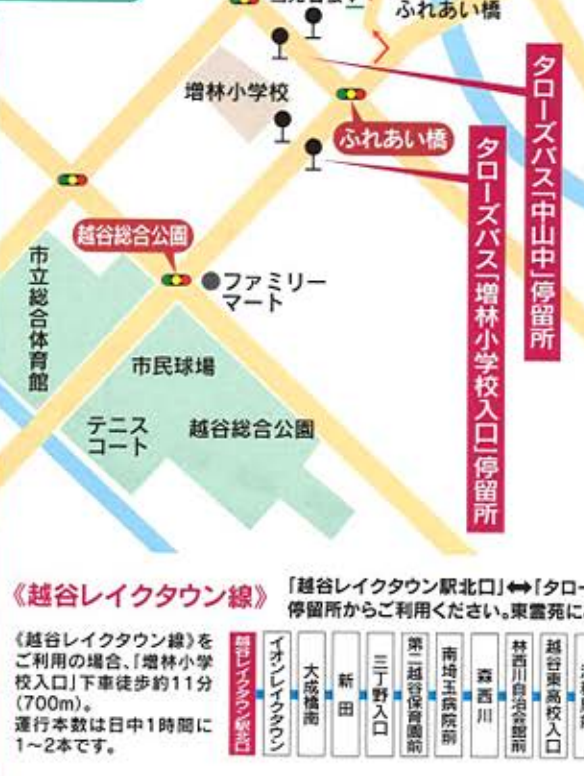 ふれあい橋
増林小学校
ふれあい橋
タローズバス「中山中」停留所
タローズバス「増林小学校入口」停留所
越谷総合公園
市立総合体育館
ファミリー
マート
市民球場
テニス
コート
越谷総合公園
《越谷レイクタウン線》
「越谷レイクタウン駅北口」⇔「タロー
停留所からご利用ください。東霊苑に
《越谷レイクタウン線》を
ご利用の場合、「増林小学
校入口」下車徒歩約11分
(700m)。
運行本数は日中1時間に
1〜2本です。
越谷レイクタウン駅北口
イオンレイクタウン
大成橋南
新田
三丁野入口
第二越谷保育園前
南埼玉病院前
森西川
林西川自治会館前
越谷東高校入口